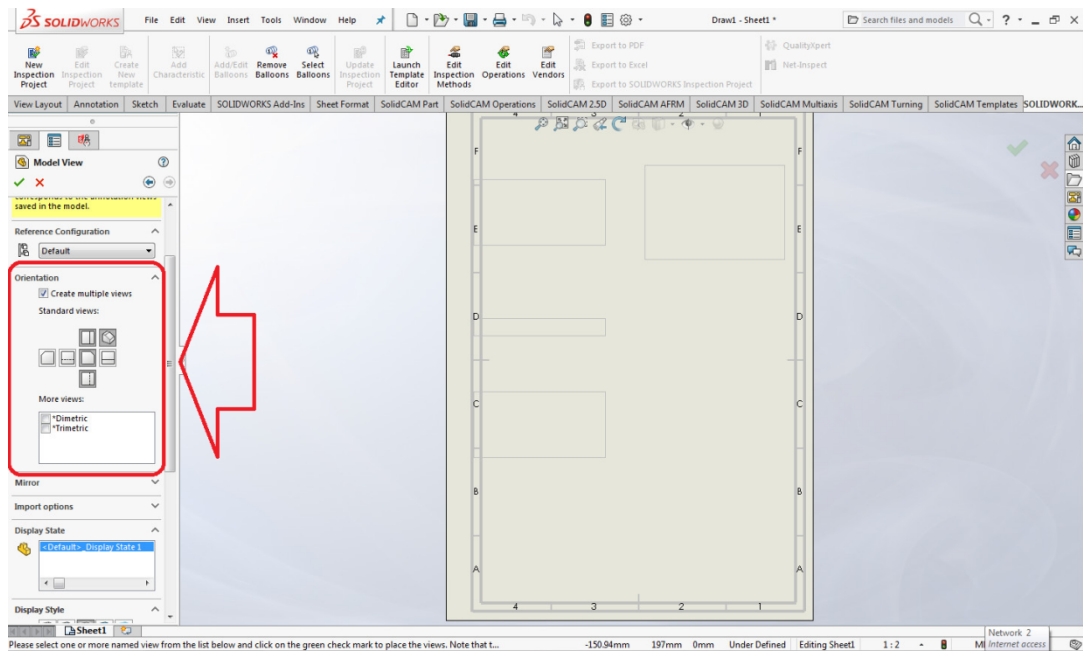 SOLIDWORKS File Edit View Insert Tools Window Help Draw1 - Sheet1 * Search files and models
New Inspection Project
Edit Inspection Project
Create New template
Add Characteristic
Add/Edit Balloons
Remove Balloons
Select Balloons
Update Inspection Project
Launch Template Editor
Edit Inspection Methods
Edit Operations
Edit Vendors
Export to PDF
Export to Excel
Export to SOLIDWORKS Inspection Project
QualityXpert
Net-Inspect
View Layout Annotation Sketch Evaluate SOLIDWORKS Add-Ins Sheet Format SolidCAM Part SolidCAM Operations SolidCAM 2.5D SolidCAM AFRM SolidCAM 3D SolidCAM Multiaxis SolidCAM Turning SolidCAM Templates SOLIDWORK...
Model View
saved in the model.
Reference Configuration
Default
Orientation
Create multiple views
Standard views:
More views:
*Dimetric
*Trimetric
Mirror
Import options
Display State
<Default>_Display State 1
Display Style
F F
E E
D D
C C
B B
A A
4 3 2 1
Sheet1
Network 2
Internet access
Please select one or more named view from the list below and click on the green check mark to place the views. Note that t... -150.94mm 197mm 0mm Under Defined Editing Sheet1 1 : 2